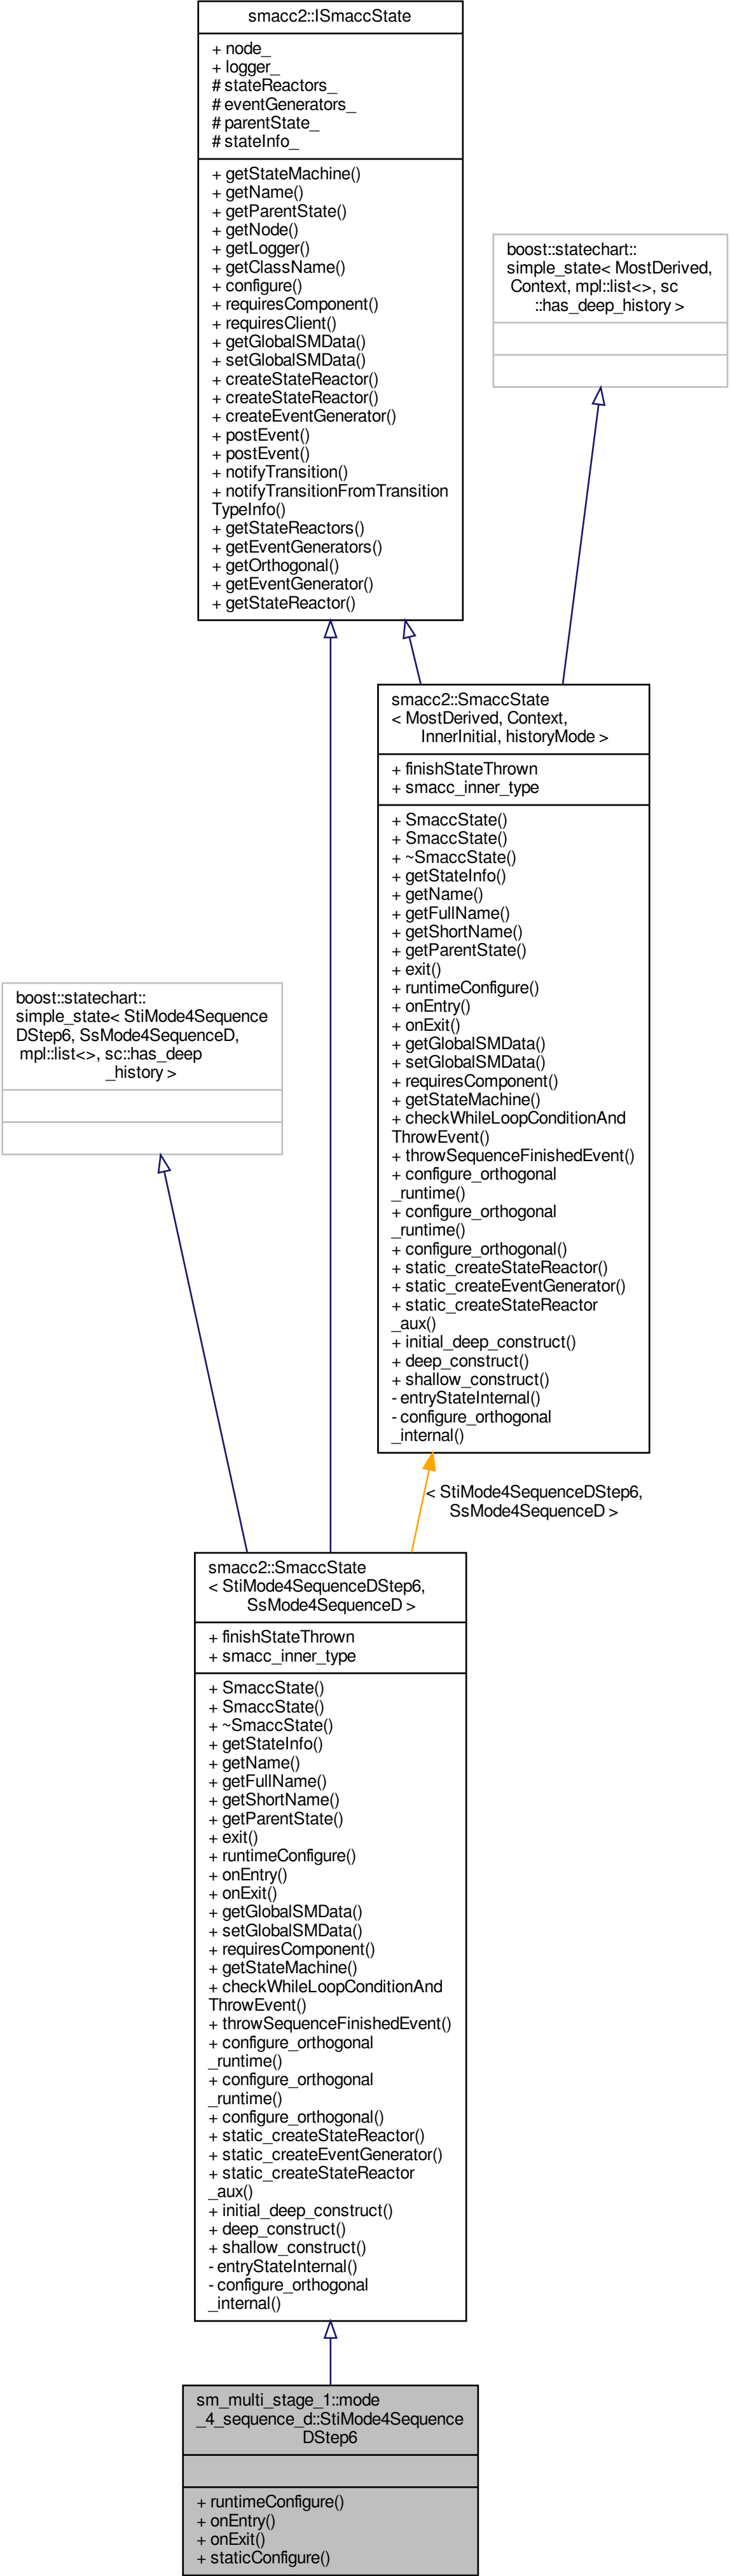 smacc2::ISmaccState
+ node_
+ logger_
# stateReactors_
# eventGenerators_
# parentState_
# stateInfo_
+ getStateMachine()
+ getName()
+ getParentState()
+ getNode()
+ getLogger()
+ getClassName()
+ configure()
+ requiresComponent()
+ requiresClient()
+ getGlobalSMData()
+ setGlobalSMData()
+ createStateReactor()
+ createStateReactor()
+ createEventGenerator()
+ postEvent()
+ postEvent()
+ notifyTransition()
+ notifyTransitionFromTransition
TypeInfo()
+ getStateReactors()
+ getEventGenerators()
+ getOrthogonal()
+ getEventGenerator()
+ getStateReactor()
boost::statechart::
simple_state< MostDerived,
Context, mpl::list<>, sc
::has_deep_history >
smacc2::SmaccState
< MostDerived, Context,
InnerInitial, historyMode >
+ finishStateThrown
+ smacc_inner_type
+ SmaccState()
+ SmaccState()
+ ~SmaccState()
+ getStateInfo()
+ getName()
+ getFullName()
+ getShortName()
+ getParentState()
+ exit()
+ runtimeConfigure()
+ onEntry()
+ onExit()
+ getGlobalSMData()
+ setGlobalSMData()
+ requiresComponent()
+ getStateMachine()
+ checkWhileLoopConditionAnd
ThrowEvent()
+ throwSequenceFinishedEvent()
+ configure_orthogonal
_runtime()
+ configure_orthogonal
_runtime()
+ configure_orthogonal()
+ static_createStateReactor()
+ static_createEventGenerator()
+ static_createStateReactor
_aux()
+ initial_deep_construct()
+ deep_construct()
+ shallow_construct()
- entryStateInternal()
- configure_orthogonal
_internal()
boost::statechart::
simple_state< StiMode4Sequence
DStep6, SsMode4SequenceD,
mpl::list<>, sc::has_deep
_history >
< StiMode4SequenceDStep6,
SsMode4SequenceD >
smacc2::SmaccState
< StiMode4SequenceDStep6,
SsMode4SequenceD >
+ finishStateThrown
+ smacc_inner_type
+ SmaccState()
+ SmaccState()
+ ~SmaccState()
+ getStateInfo()
+ getName()
+ getFullName()
+ getShortName()
+ getParentState()
+ exit()
+ runtimeConfigure()
+ onEntry()
+ onExit()
+ getGlobalSMData()
+ setGlobalSMData()
+ requiresComponent()
+ getStateMachine()
+ checkWhileLoopConditionAnd
ThrowEvent()
+ throwSequenceFinishedEvent()
+ configure_orthogonal
_runtime()
+ configure_orthogonal
_runtime()
+ configure_orthogonal()
+ static_createStateReactor()
+ static_createEventGenerator()
+ static_createStateReactor
_aux()
+ initial_deep_construct()
+ deep_construct()
+ shallow_construct()
- entryStateInternal()
- configure_orthogonal
_internal()
sm_multi_stage_1::mode
_4_sequence_d::StiMode4Sequence
DStep6
+ runtimeConfigure()
+ onEntry()
+ onExit()
+ staticConfigure()